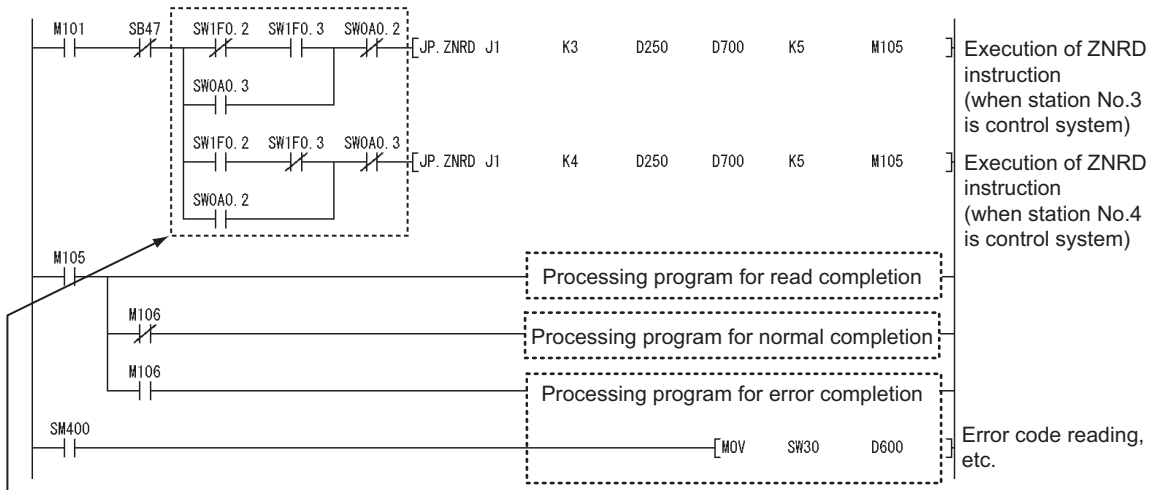 M101 SB47 SW1F0.2 SW1F0.3 SW0A0.2
JP.ZNRD J1 K3 D250 D700 K5 M105
Execution of ZNRD
instruction
(when station No.3
is control system)
SW0A0.3
SW1F0.2 SW1F0.3 SW0A0.3
JP.ZNRD J1 K4 D250 D700 K5 M105
Execution of ZNRD
instruction
(when station No.4
is control system)
SW0A0.2
M105
Processing program for read completion
M106
Processing program for normal completion
M106
Processing program for error completion
SM400
MOV SW30 D600
Error code reading,
etc.